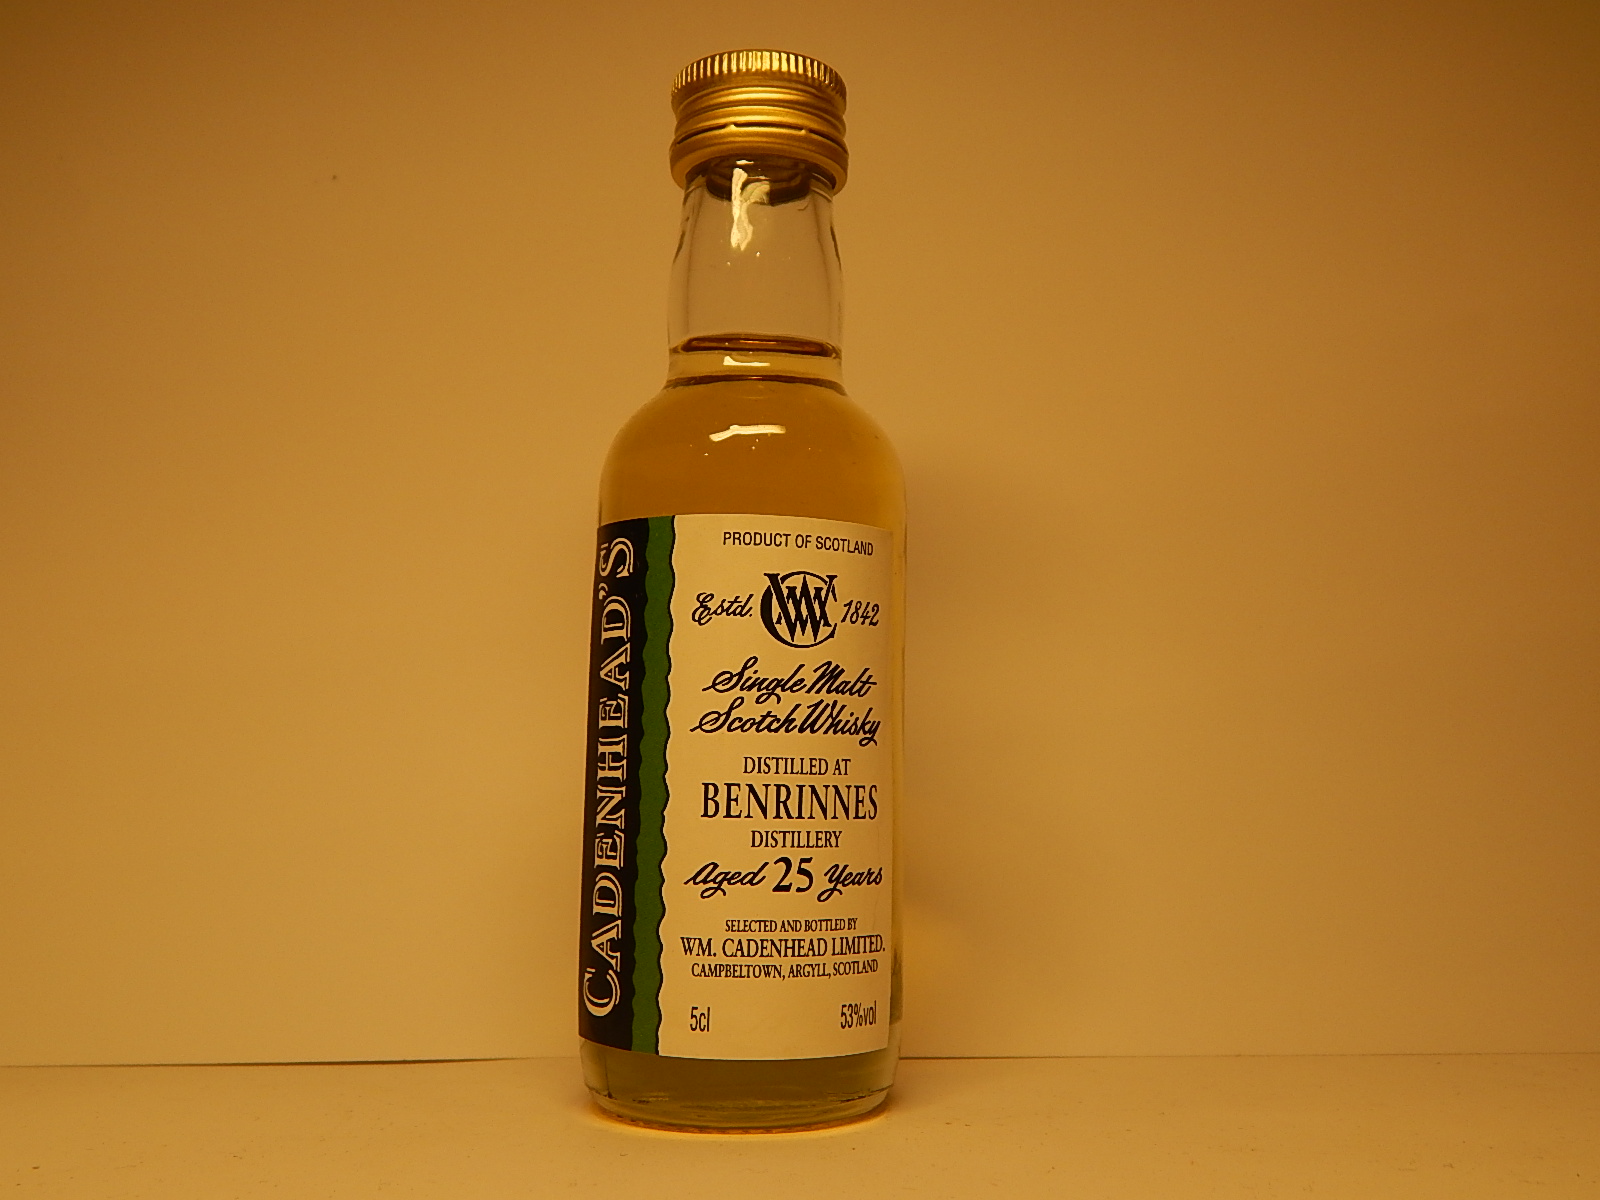 CADENHEAD'S
PRODUCT OF SCOTLAND
Estd. WC 1842
Single Malt
Scotch Whisky
DISTILLED AT
BENRINNES
DISTILLERY
Aged 25 Years
SELECTED AND BOTTLED BY
WM. CADENHEAD LIMITED.
CAMPBELTOWN, ARGYLL, SCOTLAND
5cl 53%vol